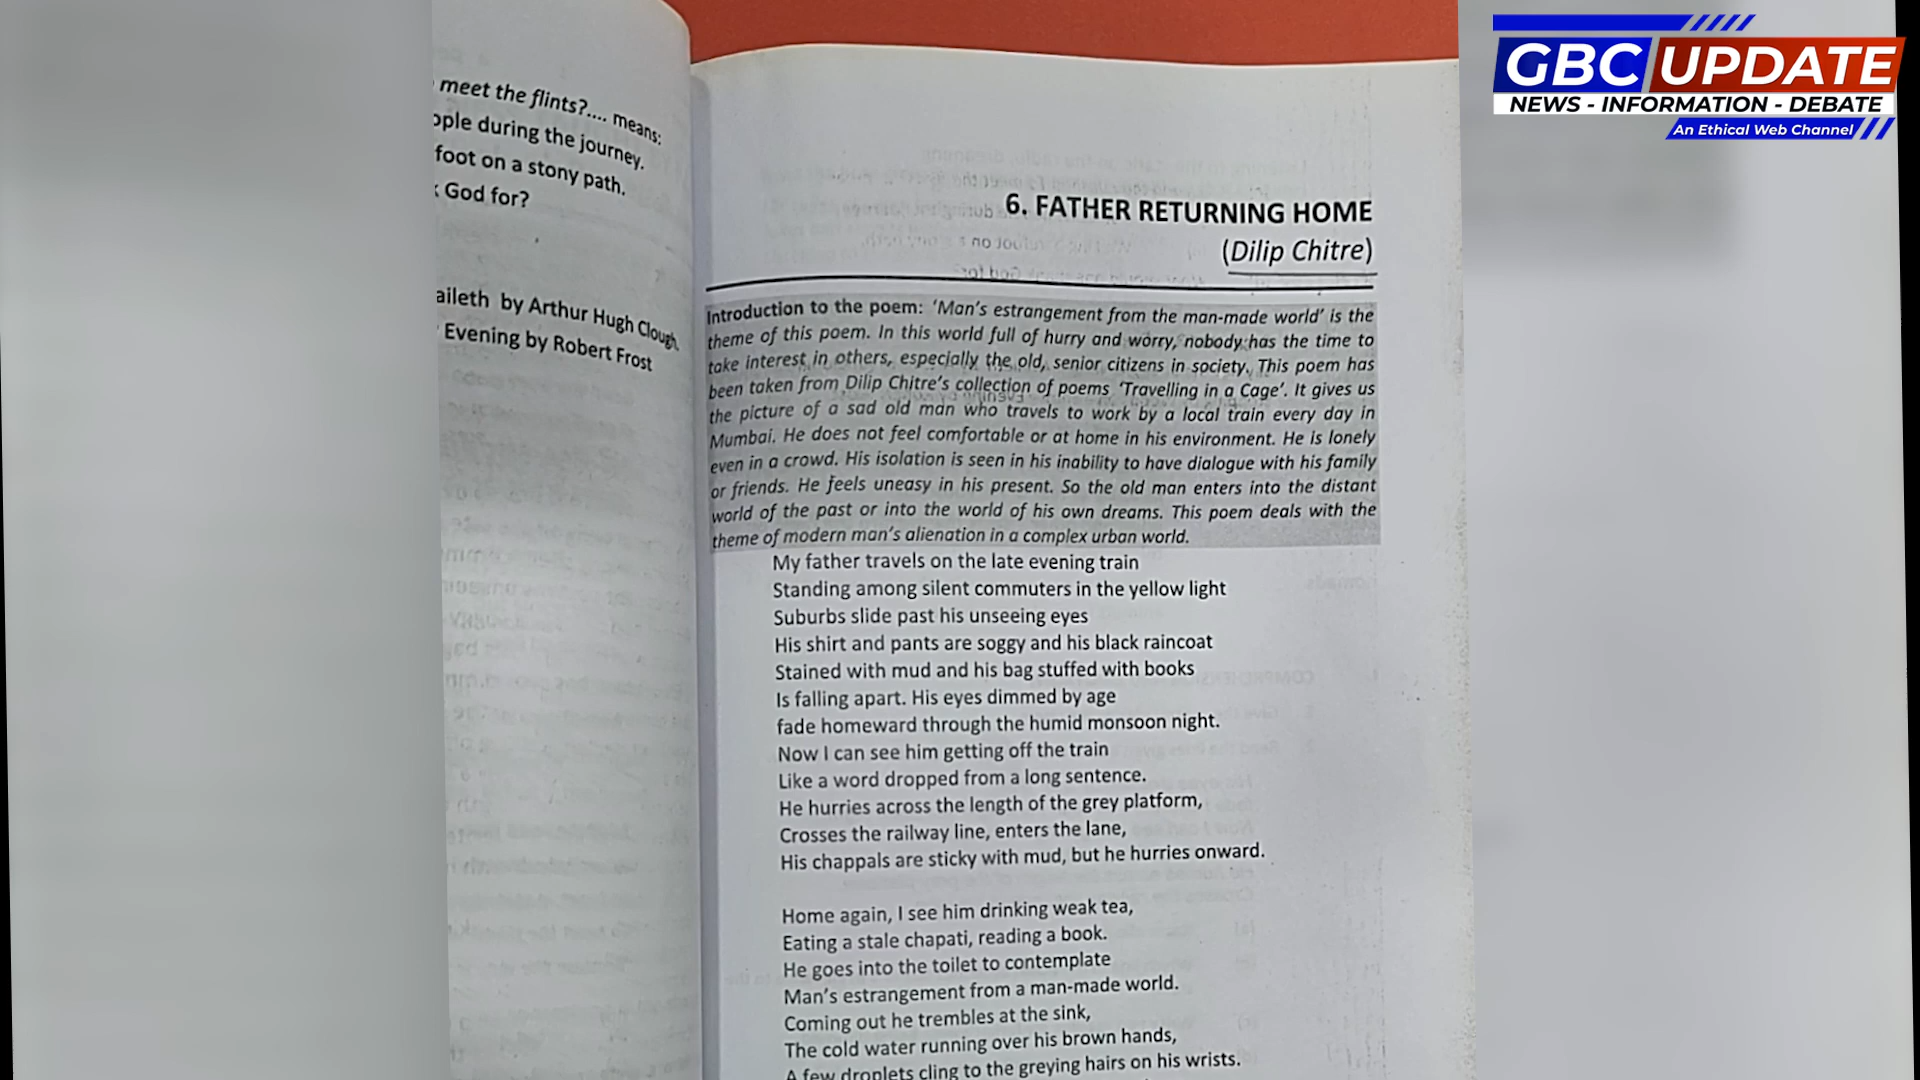 meet the flints?.... means:
ople during the journey.
foot on a stony path.
God for?
aileth by Arthur Hugh Clough.
Evening by Robert Frost
GBC UPDATE
NEWS - INFORMATION - DEBATE
An Ethical Web Channel
6. FATHER RETURNING HOME
(Dilip Chitre)
Introduction to the poem: ‘Man’s estrangement from the man-made world’ is the
theme of this poem. In this world full of hurry and worry, nobody has the time to
take interest in others, especially the old, senior citizens in society. This poem has
been taken from Dilip Chitre’s collection of poems ‘Travelling in a Cage’. It gives us
the picture of a sad old man who travels to work by a local train every day in
Mumbai. He does not feel comfortable or at home in his environment. He is lonely
even in a crowd. His isolation is seen in his inability to have dialogue with his family
or friends. He feels uneasy in his present. So the old man enters into the distant
world of the past or into the world of his own dreams. This poem deals with the
theme of modern man’s alienation in a complex urban world.
My father travels on the late evening train
Standing among silent commuters in the yellow light
Suburbs slide past his unseeing eyes
His shirt and pants are soggy and his black raincoat
Stained with mud and his bag stuffed with books
Is falling apart. His eyes dimmed by age
fade homeward through the humid monsoon night.
Now I can see him getting off the train
Like a word dropped from a long sentence.
He hurries across the length of the grey platform,
Crosses the railway line, enters the lane,
His chappals are sticky with mud, but he hurries onward.
Home again, I see him drinking weak tea,
Eating a stale chapati, reading a book.
He goes into the toilet to contemplate
Man’s estrangement from a man-made world.
Coming out he trembles at the sink,
The cold water running over his brown hands,
A few droplets cling to the greying hairs on his wrists.